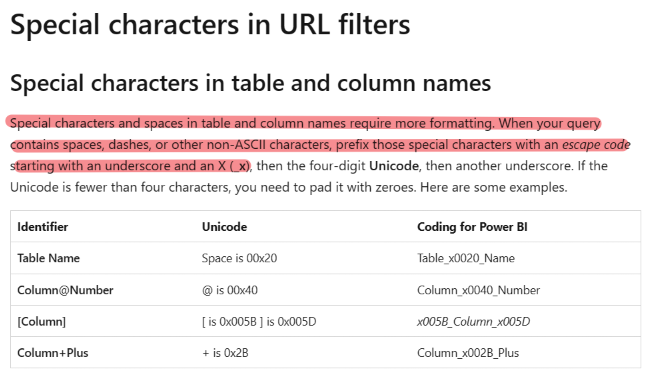 Special characters in URL filters
Special characters in table and column names
Special characters and spaces in table and column names require more formatting. When your query
contains spaces, dashes, or other non-ASCII characters, prefix those special characters with an escape code
starting with an underscore and an X (_x), then the four-digit Unicode, then another underscore. If the
Unicode is fewer than four characters, you need to pad it with zeroes. Here are some examples.
Identifier Unicode Coding for Power BI
Table Name Space is 00x20 Table_x0020_Name
Column@Number @ is 00x40 Column_x0040_Number
[Column] [ is 0x005B ] is 0x005D x005B_Column_x005D
Column+Plus + is 0x2B Column_x002B_Plus